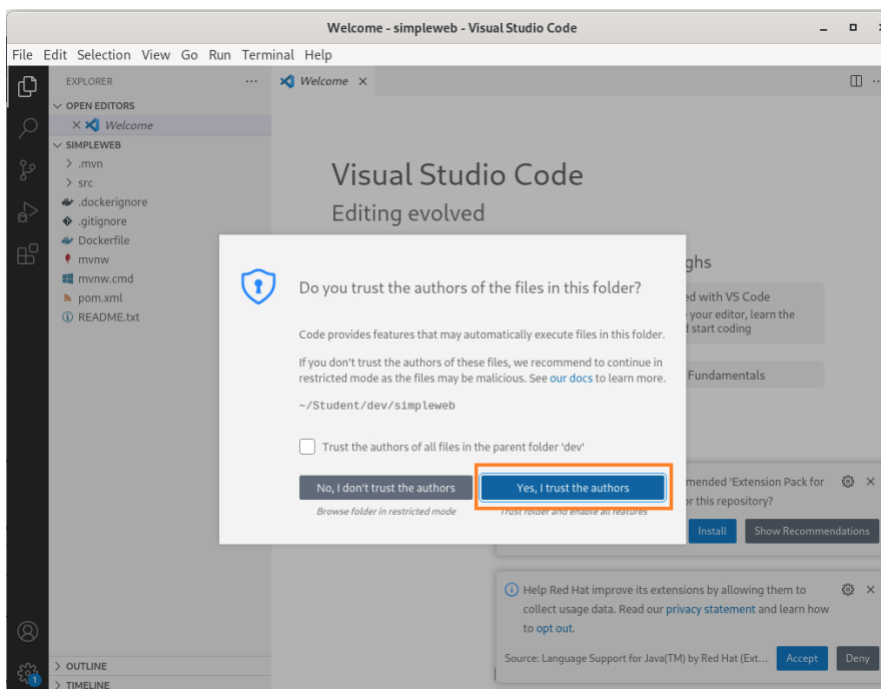 Welcome - simpleweb - Visual Studio Code
File Edit Selection View Go Run Terminal Help
EXPLORER
Welcome
OPEN EDITORS
Welcome
SIMPLEWEB
.mvn
src
.dockerignore
.gitignore
Dockerfile
mvnw
mvnw.cmd
pom.xml
README.txt
OUTLINE
TIMELINE
1
Visual Studio Code
Editing evolved
ghs
ed with VS Code
your editor, learn the
start coding
Fundamentals
Do you trust the authors of the files in this folder?
Code provides features that may automatically execute files in this folder.
If you don't trust the authors of these files, we recommend to continue in
restricted mode as the files may be malicious. See our docs to learn more.
~/Student/dev/simpleweb
Trust the authors of all files in the parent folder 'dev'
No, I don't trust the authors
Yes, I trust the authors
Browse folder in restricted mode
Trust folder and enable all features
mended 'Extension Pack for
or this repository?
Install
Show Recommendations
Help Red Hat improve its extensions by allowing them to
collect usage data. Read our privacy statement and learn how
to opt out.
Source: Language Support for Java(TM) by Red Hat (Ext...
Accept
Deny